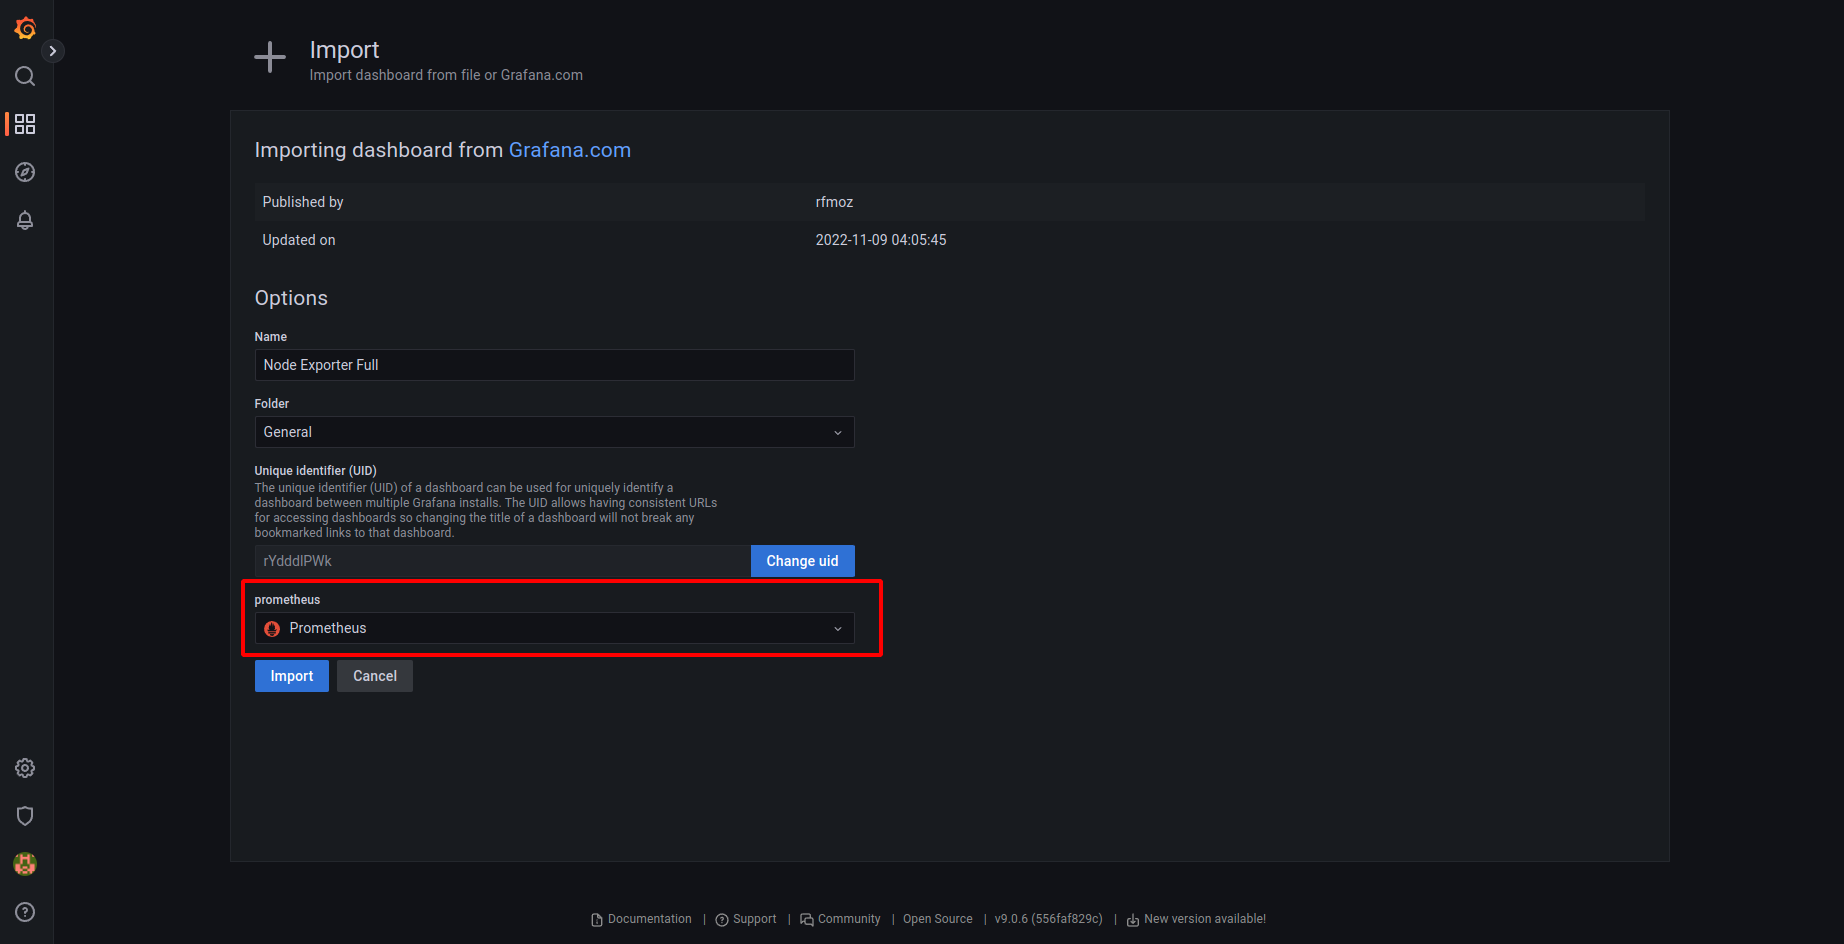 Import
Import dashboard from file or Grafana.com
Importing dashboard from Grafana.com
Published by rfmoz
Updated on 2022-11-09 04:05:45
Options
Name
Node Exporter Full
Folder
General
Unique identifier (UID)
The unique identifier (UID) of a dashboard can be used for uniquely identify a
dashboard between multiple Grafana installs. The UID allows having consistent URLs
for accessing dashboards so changing the title of a dashboard will not break any
bookmarked links to that dashboard.
rYdddlPWk Change uid
prometheus
Prometheus
Import Cancel
Documentation | Support | Community | Open Source | v9.0.6 (556faf829c) | New version available!